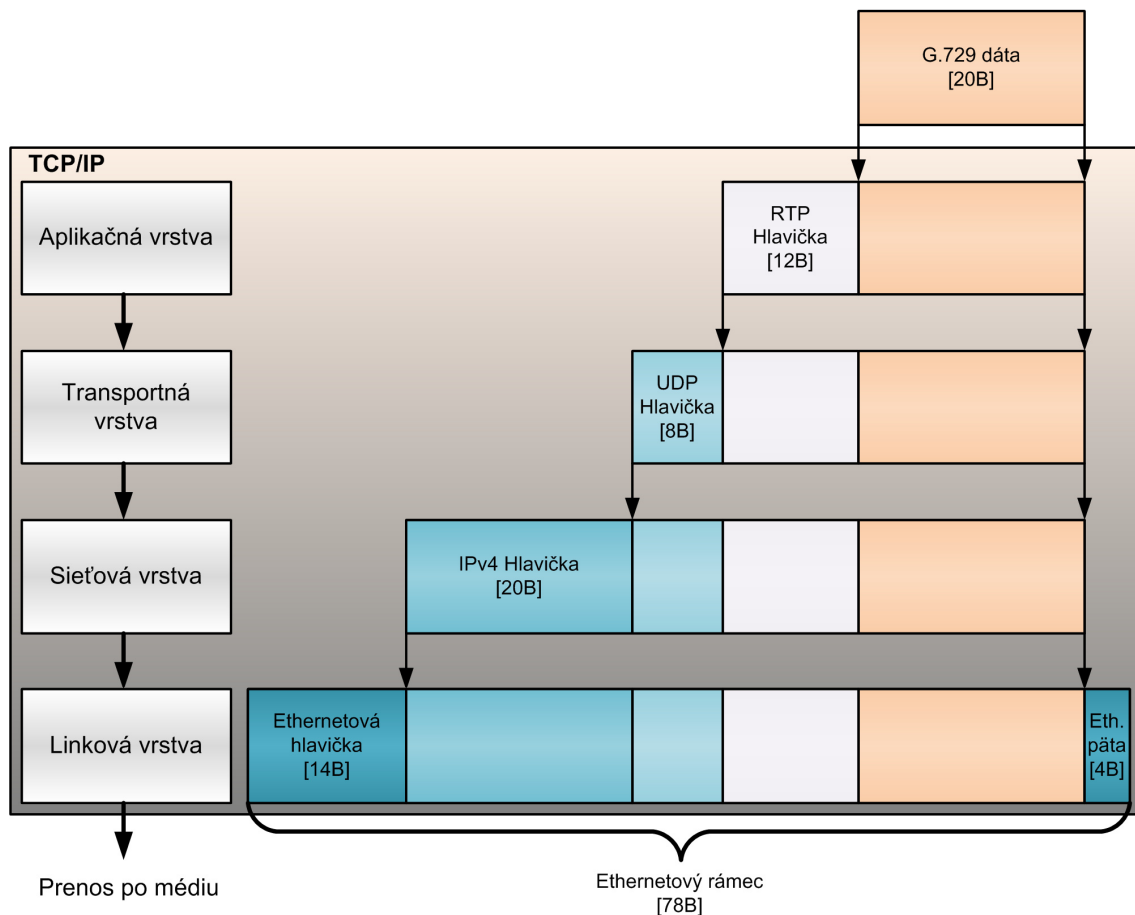 G.729 dáta
[20B]
TCP/IP
Aplikačná vrstva
RTP
Hlavička
[12B]
Transportná
vrstva
UDP
Hlavička
[8B]
Sieťová vrstva
IPv4 Hlavička
[20B]
Linková vrstva
Ethernetová
hlavička
[14B]
Eth.
päta
[4B]
Prenos po médiu
Ethernetový rámec
[78B]